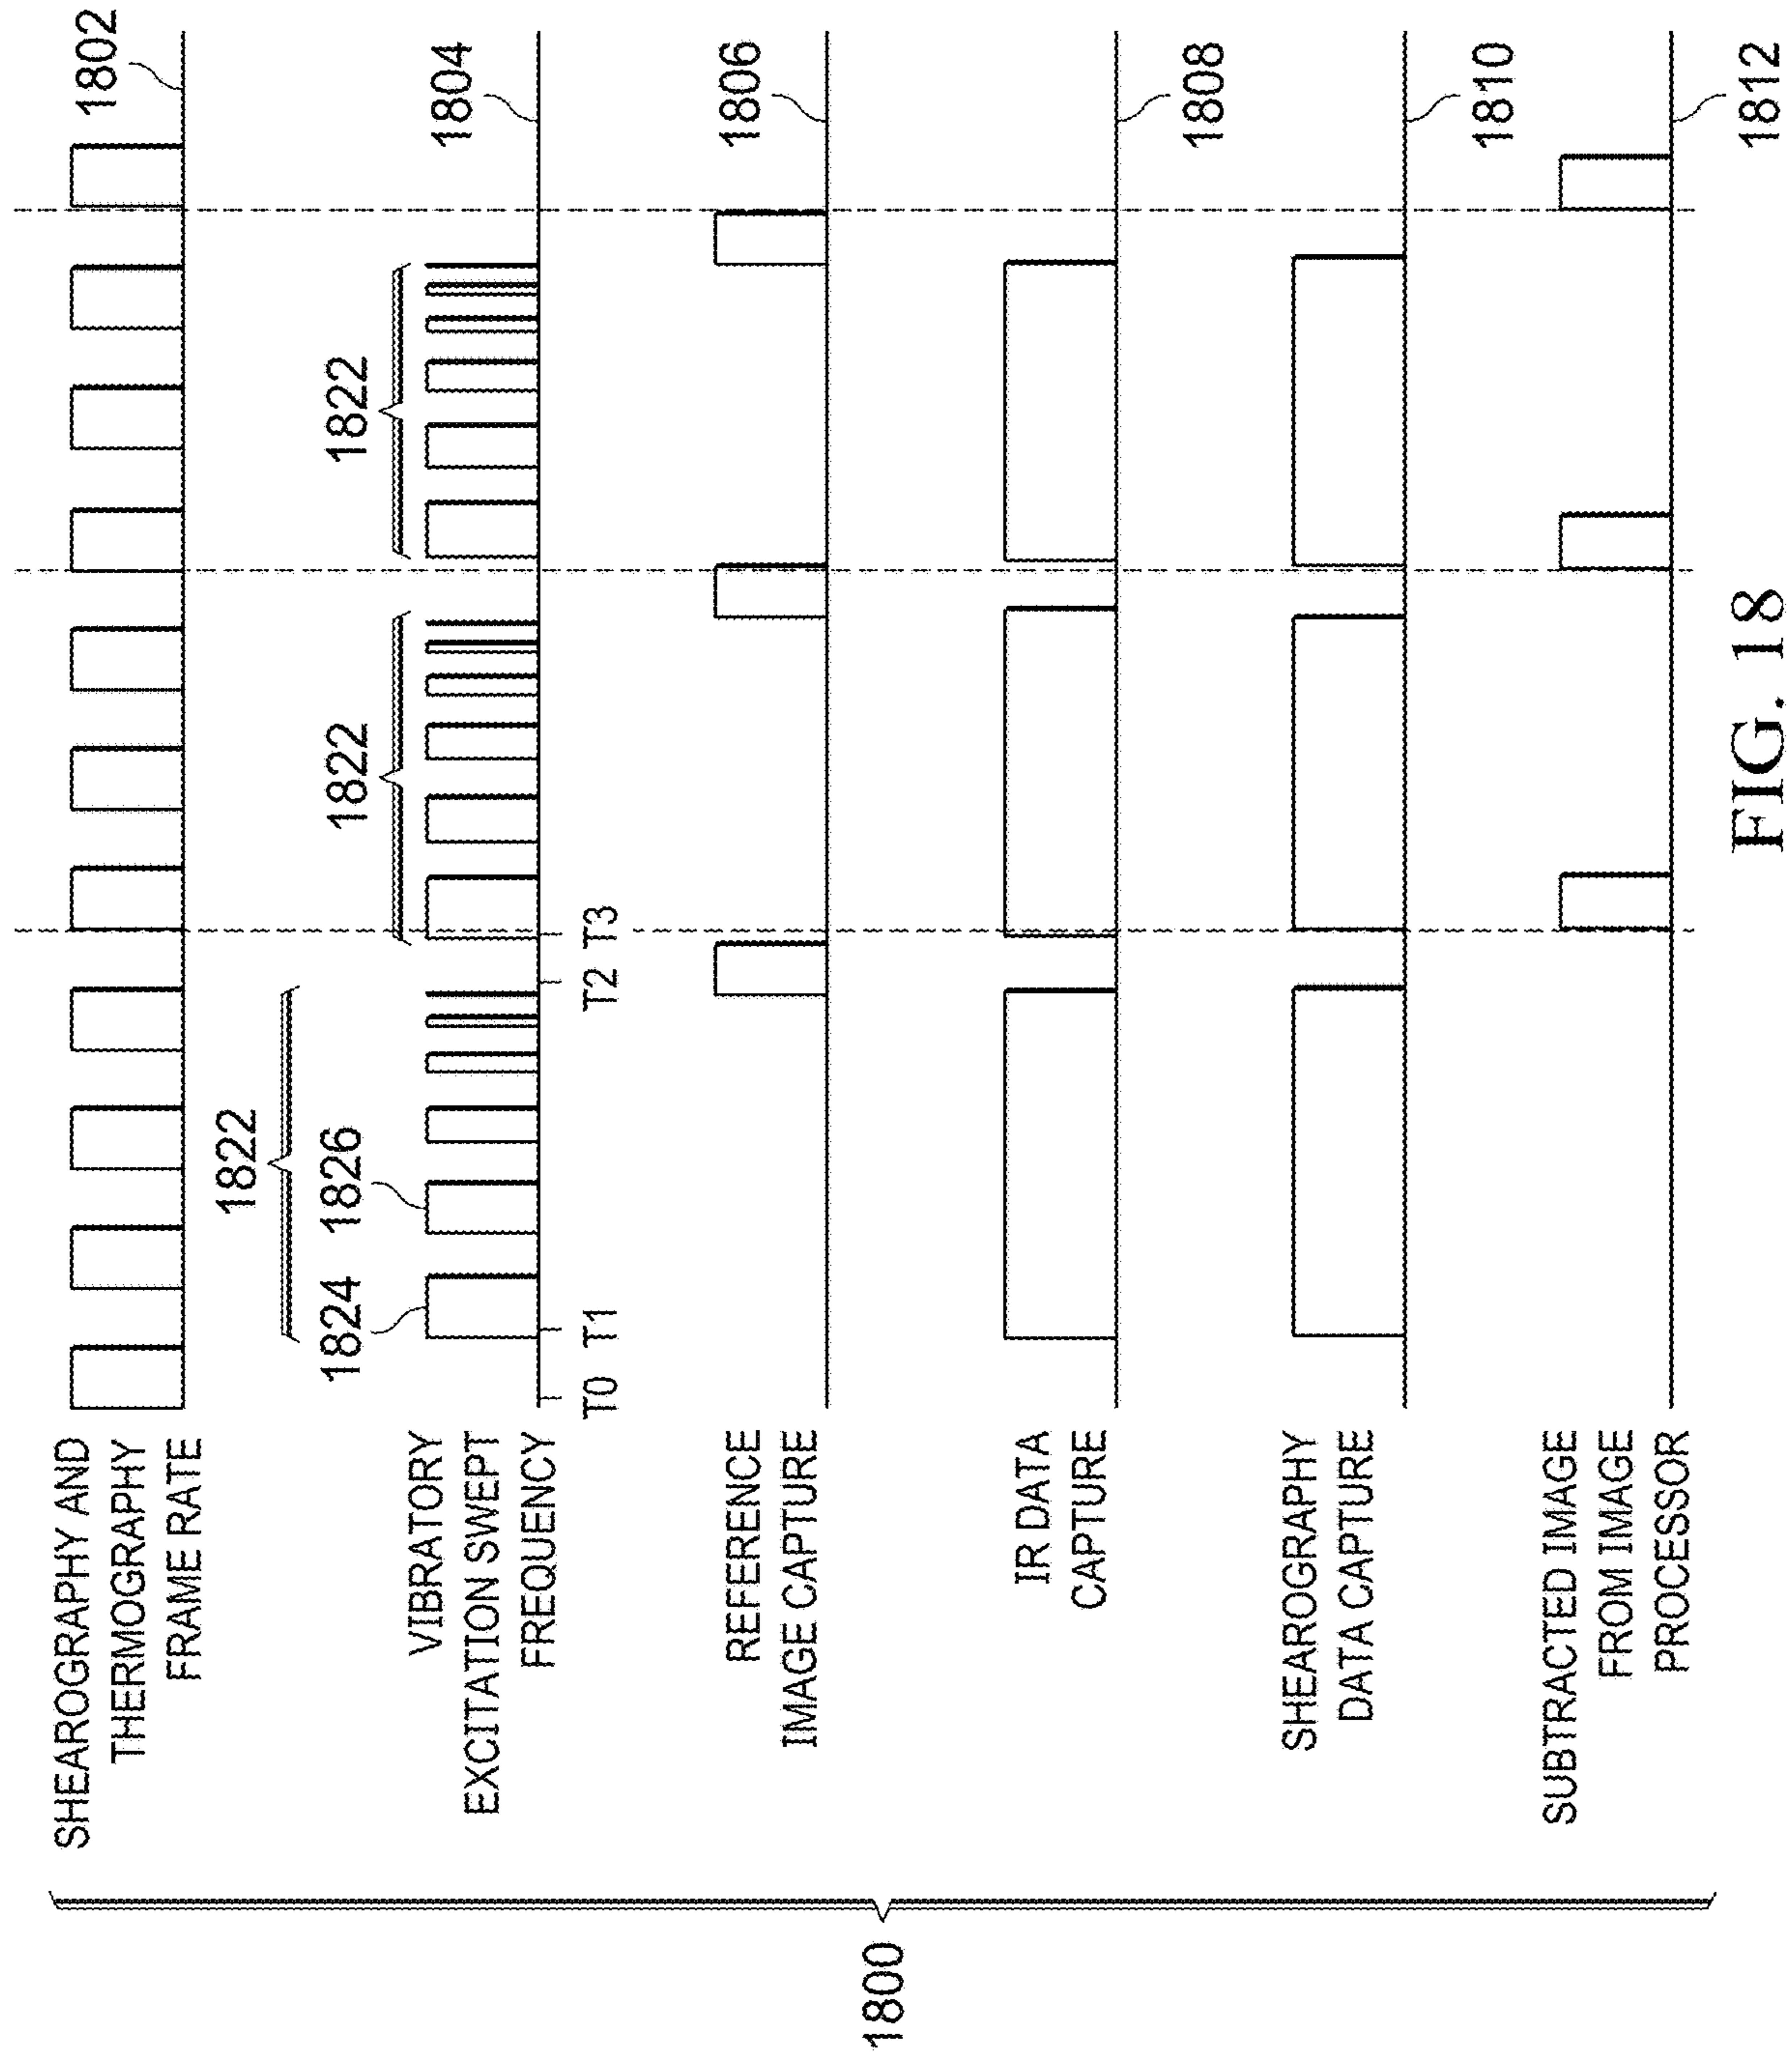 1800
SHEAROGRAPHY AND
THERMOGRAPHY
FRAME RATE
1802
1822
1822
1822
1824
1826
VIBRATORY
EXCITATION SWEPT
FREQUENCY
1804
T0 T1
T2 T3
REFERENCE
IMAGE CAPTURE
1806
IR DATA
CAPTURE
1808
SHEAROGRAPHY
DATA CAPTURE
1810
SUBTRACTED IMAGE
FROM IMAGE
PROCESSOR
1812
FIG. 18